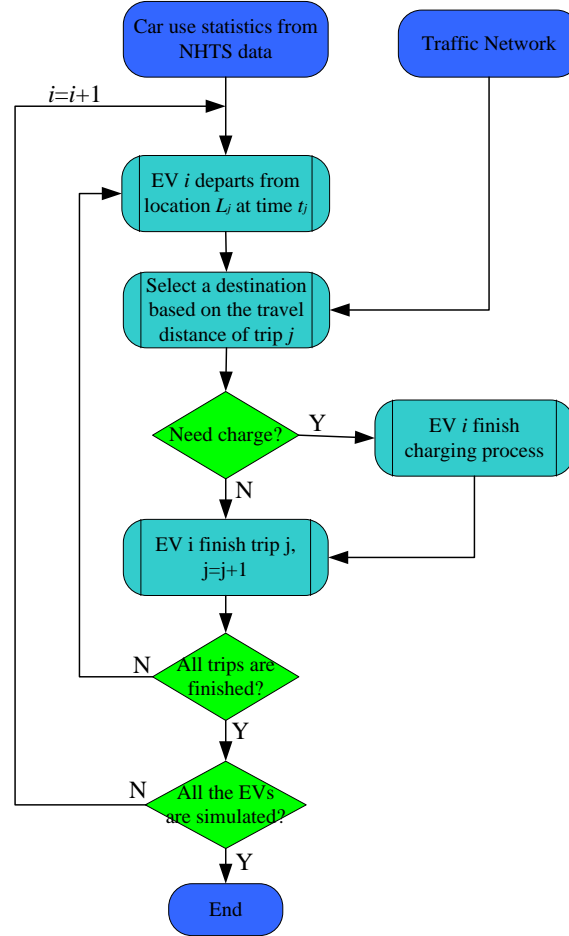 Car use statistics from
NHTS data
Traffic Network
i=i+1
EV i departs from
location Lj at time tj
Select a destination
based on the travel
distance of trip j
Need charge?
Y
EV i finish
charging process
N
EV i finish trip j,
j=j+1
All trips are
finished?
N
Y
All the EVs
are simulated?
N
Y
End